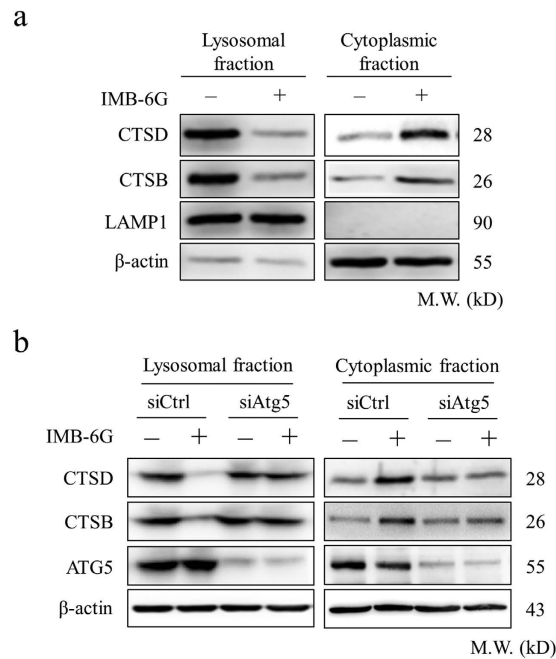 a
Lysosomal fraction Cytoplasmic fraction
IMB-6G − + − +
CTSD 28
CTSB 26
LAMP1 90
β-actin 55
M.W. (kD)
b
Lysosomal fraction Cytoplasmic fraction
siCtrl siAtg5 siCtrl siAtg5
IMB-6G − + − + − + − +
CTSD 28
CTSB 26
ATG5 55
β-actin 43
M.W. (kD)